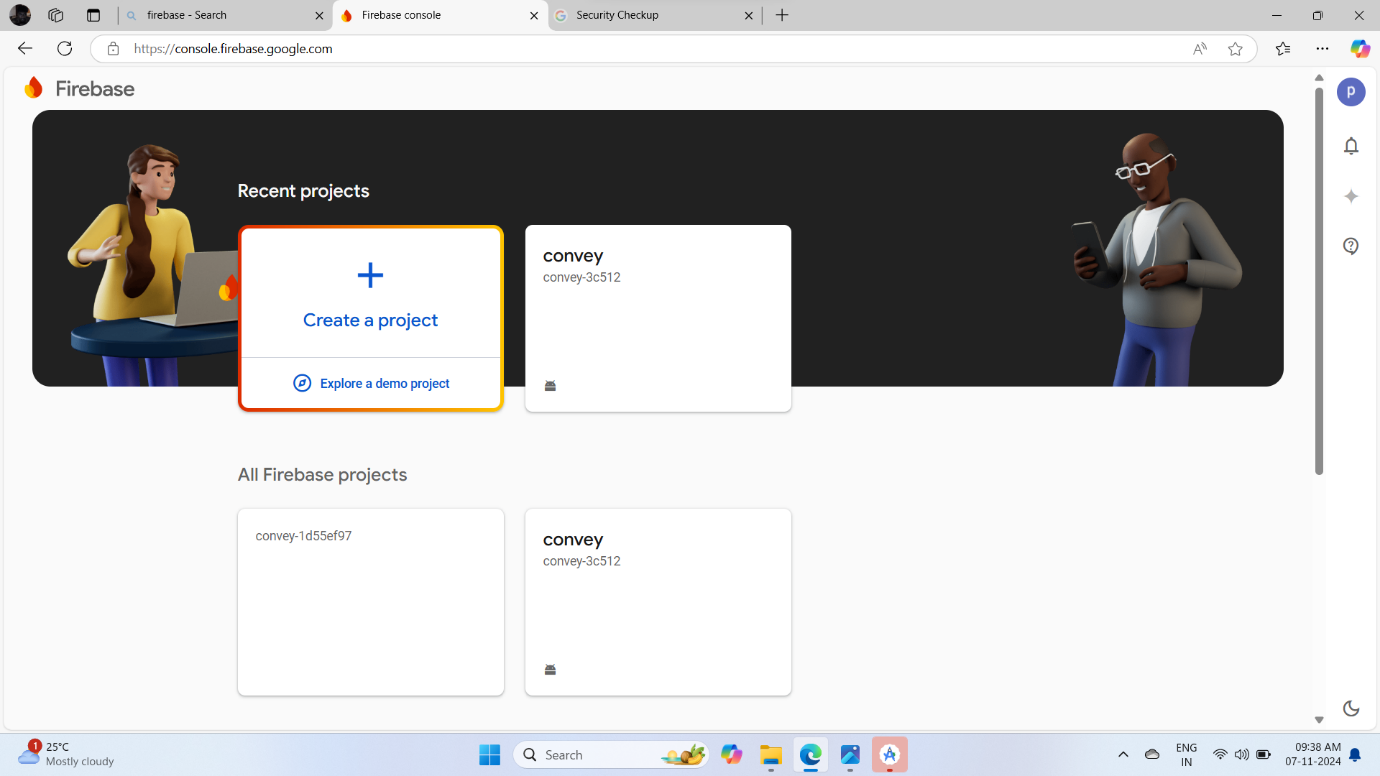 firebase - Search
Firebase console
Security Checkup
https://console.firebase.google.com
Firebase
P
Recent projects
Create a project
Explore a demo project
convey
convey-3c512
All Firebase projects
convey-1d55ef97
convey
convey-3c512
1
25°C
Mostly cloudy
Search
ENG
IN
09:38 AM
07-11-2024